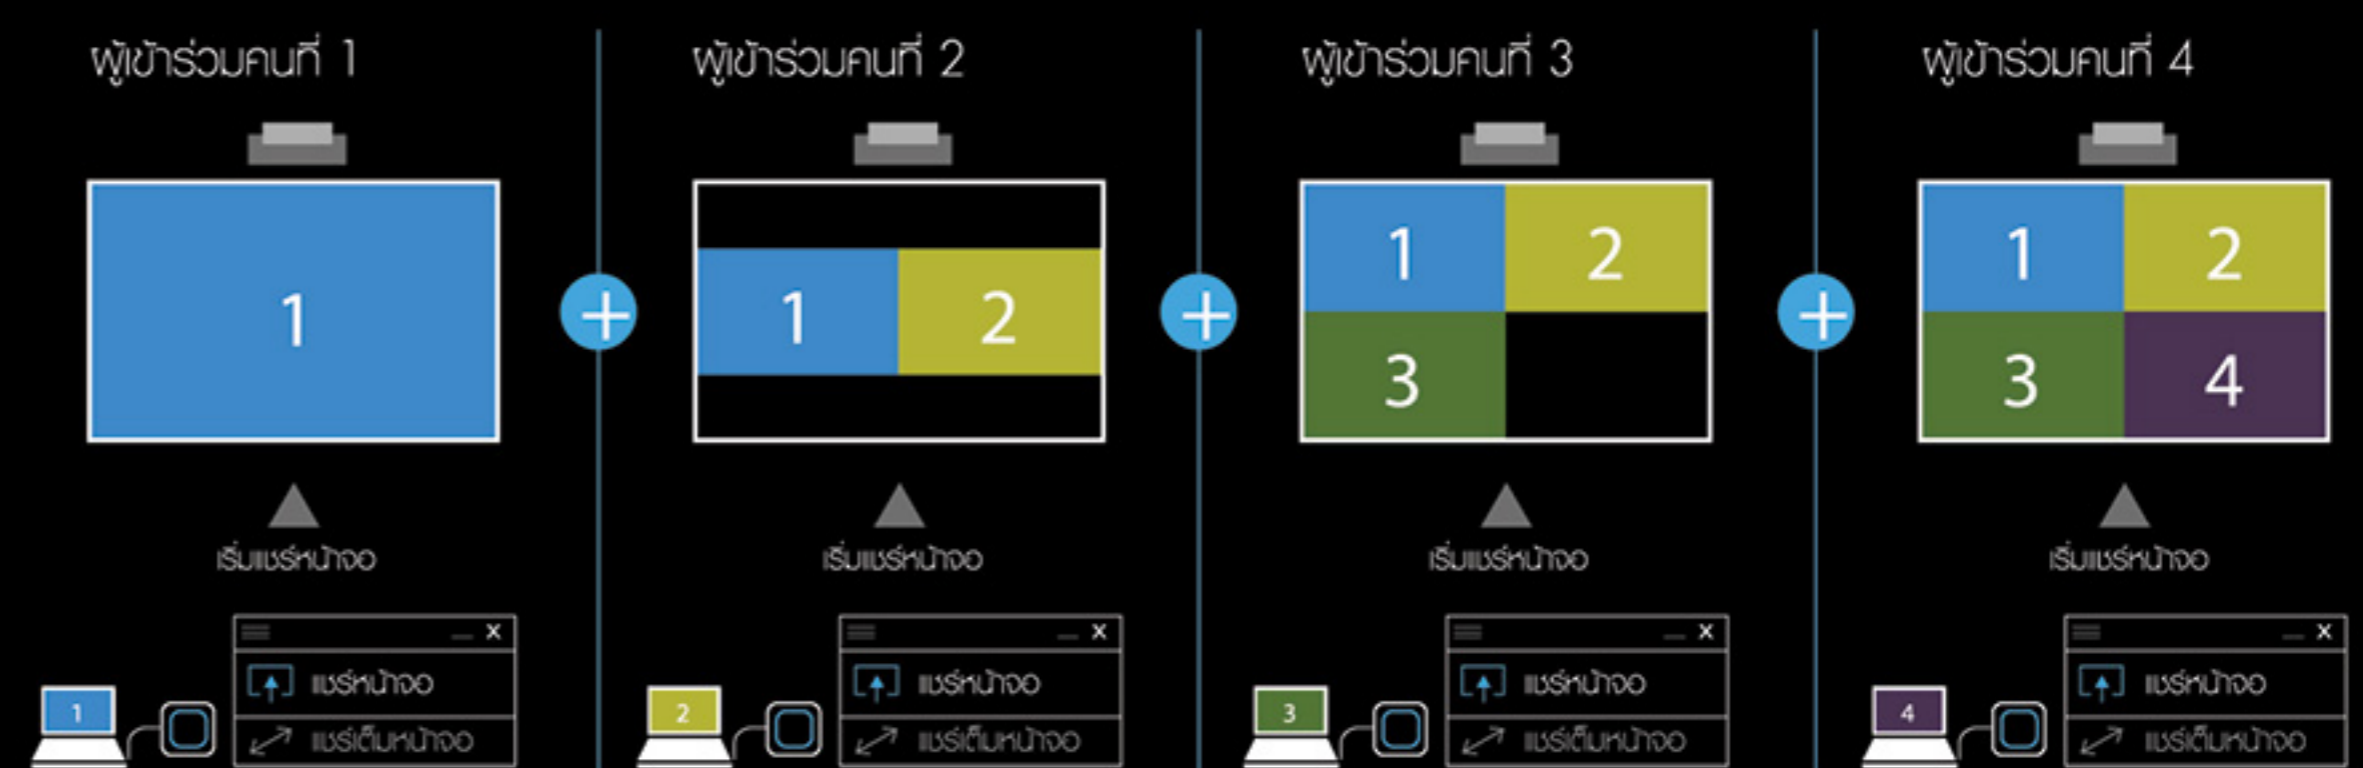 ผู้เข้าร่วมคนที่ 1
1
เริ่มแชร์หน้าจอ
X
แชร์หน้าจอ
1
แชร์เต็มหน้าจอ
ผู้เข้าร่วมคนที่ 2
1 2
เริ่มแชร์หน้าจอ
X
แชร์หน้าจอ
2
แชร์เต็มหน้าจอ
ผู้เข้าร่วมคนที่ 3
1 2
3
เริ่มแชร์หน้าจอ
X
แชร์หน้าจอ
3
แชร์เต็มหน้าจอ
ผู้เข้าร่วมคนที่ 4
1 2
3 4
เริ่มแชร์หน้าจอ
X
แชร์หน้าจอ
4
แชร์เต็มหน้าจอ